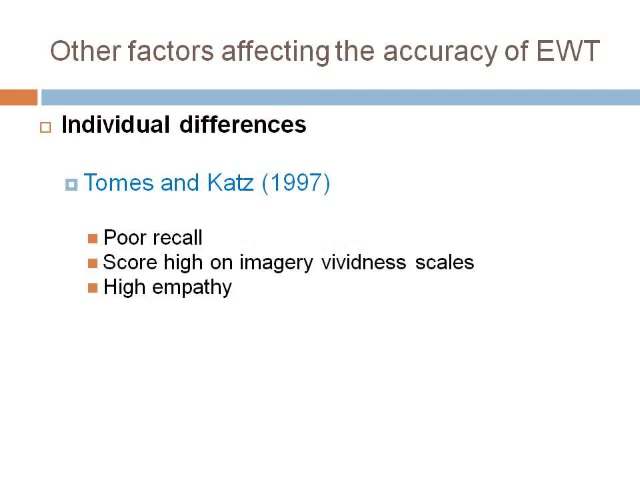 Other factors affecting the accuracy of EWT
Individual differences
Tomes and Katz (1997)
Poor recall
Score high on imagery vividness scales
High empathy